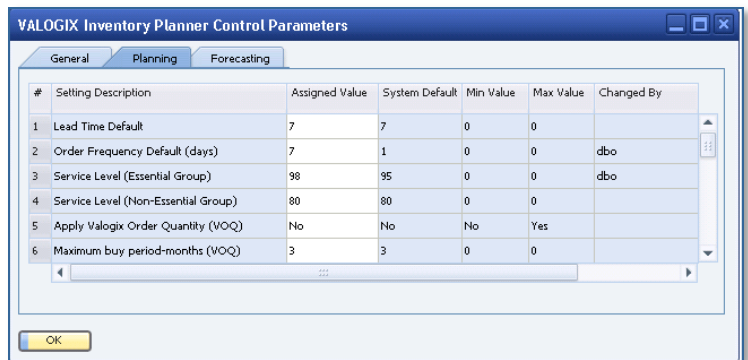 VALOGIX Inventory Planner Control Parameters
General Planning Forecasting
# Setting Description Assigned Value System Default Min Value Max Value Changed By
1 Lead Time Default 7 7 0 0
2 Order Frequency Default (days) 7 1 0 0 dbo
3 Service Level (Essential Group) 98 95 0 0 dbo
4 Service Level (Non-Essential Group) 80 80 0 0
5 Apply Valogix Order Quantity (VOQ) No No No Yes
6 Maximum buy period-months (VOQ) 3 3 0 0
OK